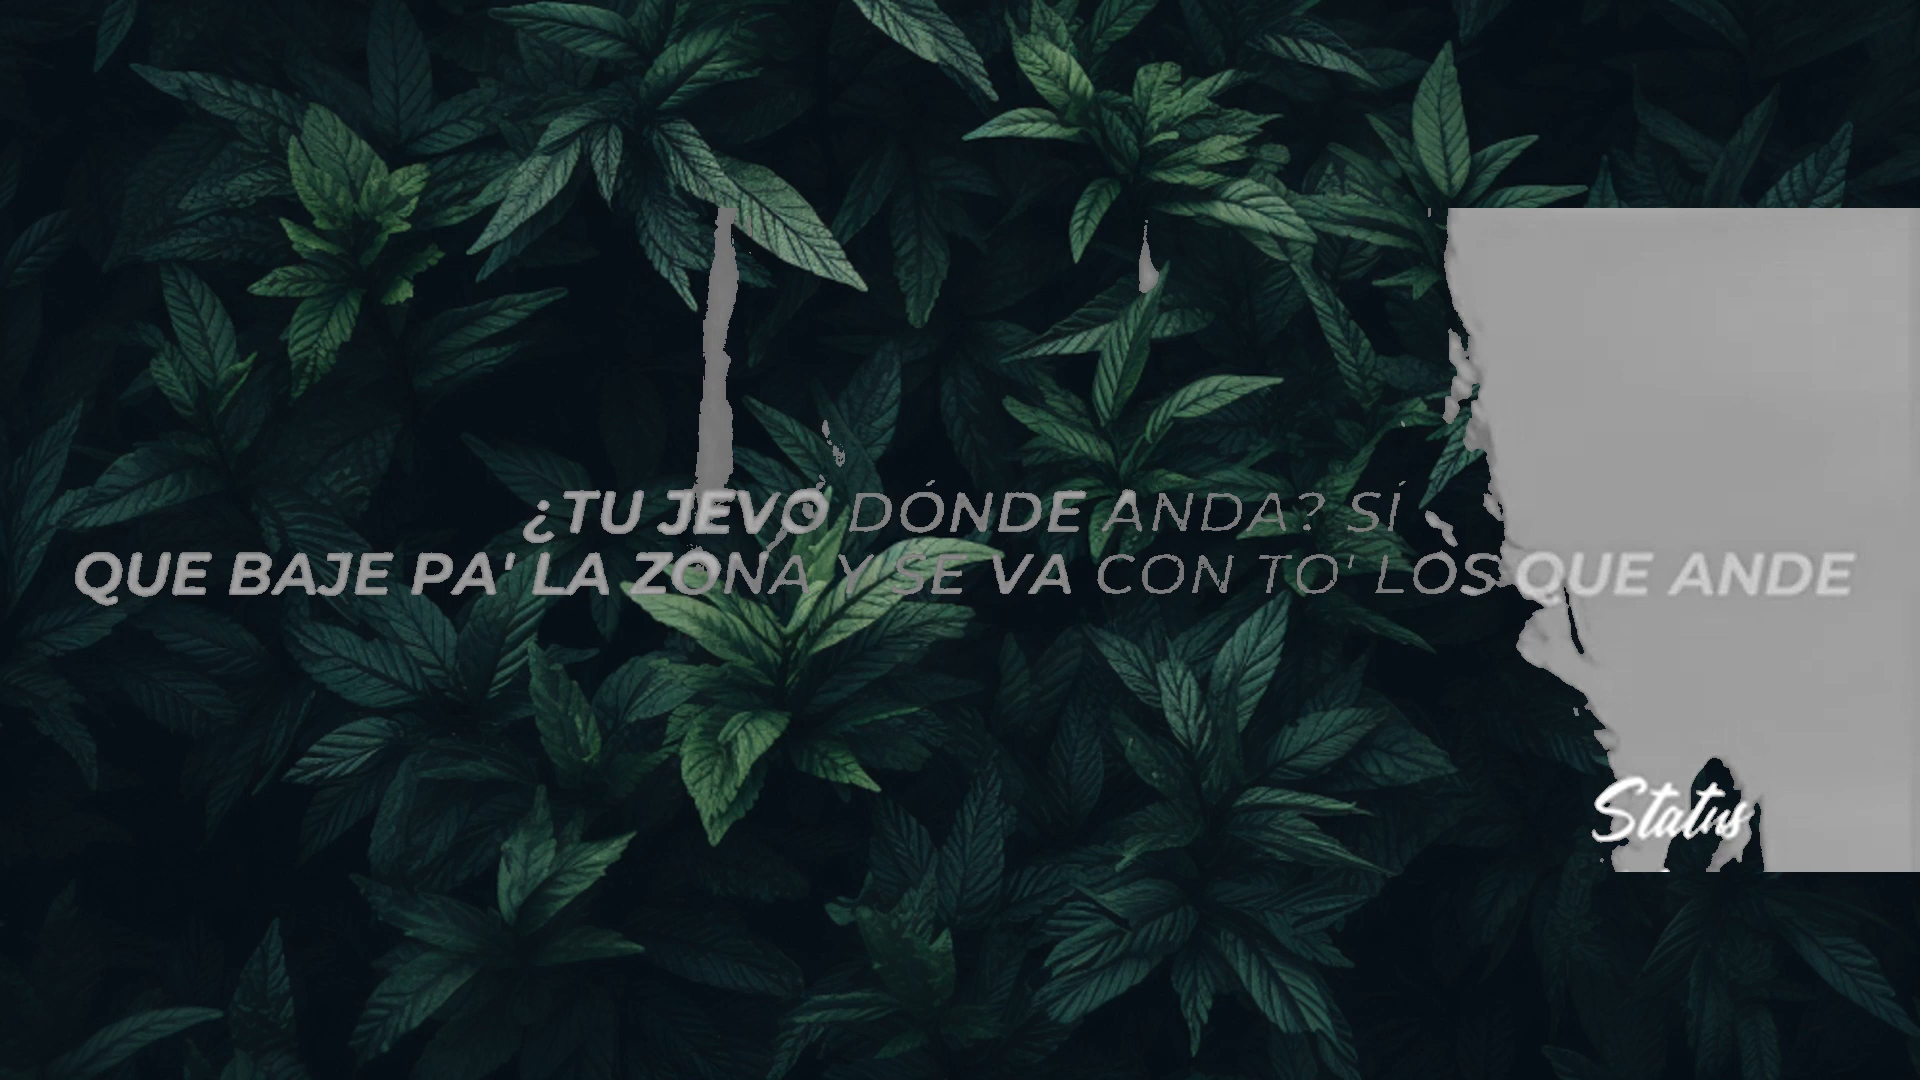 ¿TU JEVO DÓNDE ANDA? SÍ
QUE BAJE PA' LA ZONA Y SE VA CON TO' LOS QUE ANDE
Status